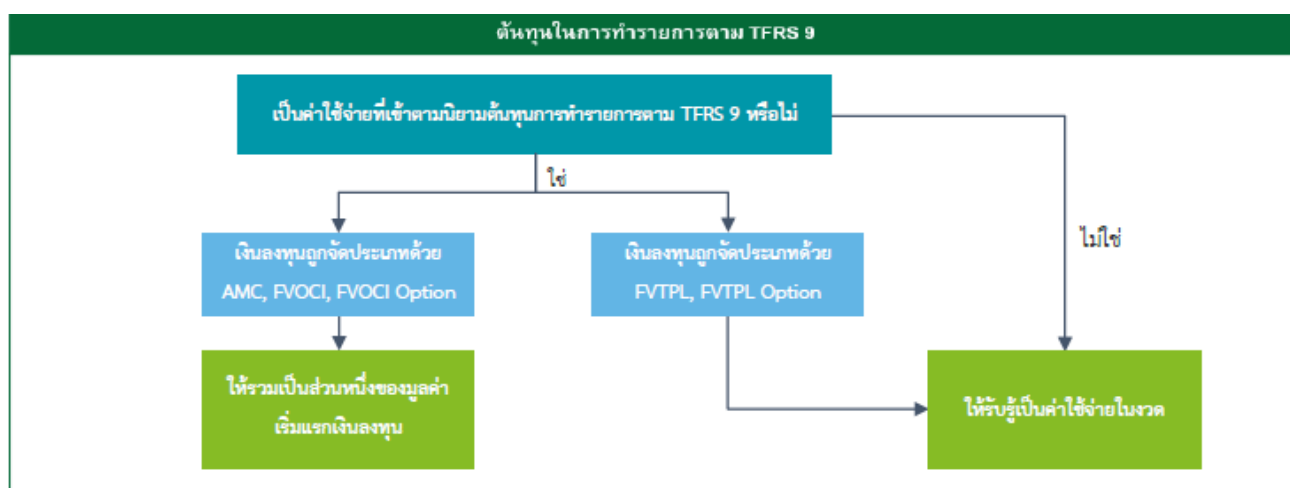 ต้นทุนในการทำรายการตาม TFRS 9
เป็นค่าใช้จ่ายที่เข้าตามนิยามต้นทุนการทำรายการตาม TFRS 9 หรือไม่
ใช่
ไม่ใช่
เงินลงทุนถูกจัดประเภทด้วย
AMC, FVOCI, FVOCI Option
เงินลงทุนถูกจัดประเภทด้วย
FVTPL, FVTPL Option
ให้รวมเป็นส่วนหนึ่งของมูลค่า
เริ่มแรกเงินลงทุน
ให้รับรู้เป็นค่าใช้จ่ายในงวด